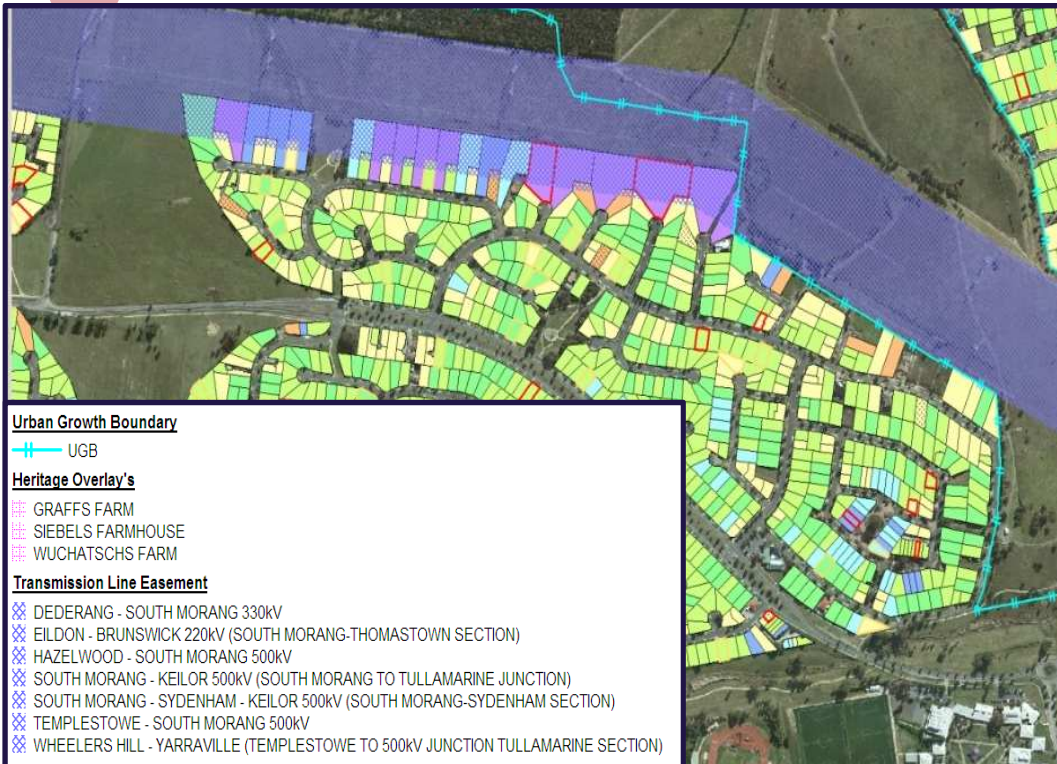 Urban Growth Boundary
UGB
Heritage Overlay's
GRAFFS FARM
SIEBELS FARMHOUSE
WUCHATSCHS FARM
Transmission Line Easement
DEDERANG - SOUTH MORANG 330kV
EILDON - BRUNSWICK 220kV (SOUTH MORANG-THOMASTOWN SECTION)
HAZELWOOD - SOUTH MORANG 500kV
SOUTH MORANG - KEILOR 500kV (SOUTH MORANG TO TULLAMARINE JUNCTION)
SOUTH MORANG - SYDENHAM - KEILOR 500kV (SOUTH MORANG-SYDENHAM SECTION)
TEMPLESTOWE - SOUTH MORANG 500kV
WHEELERS HILL - YARRAVILLE (TEMPLESTOWE TO 500kV JUNCTION TULLAMARINE SECTION)